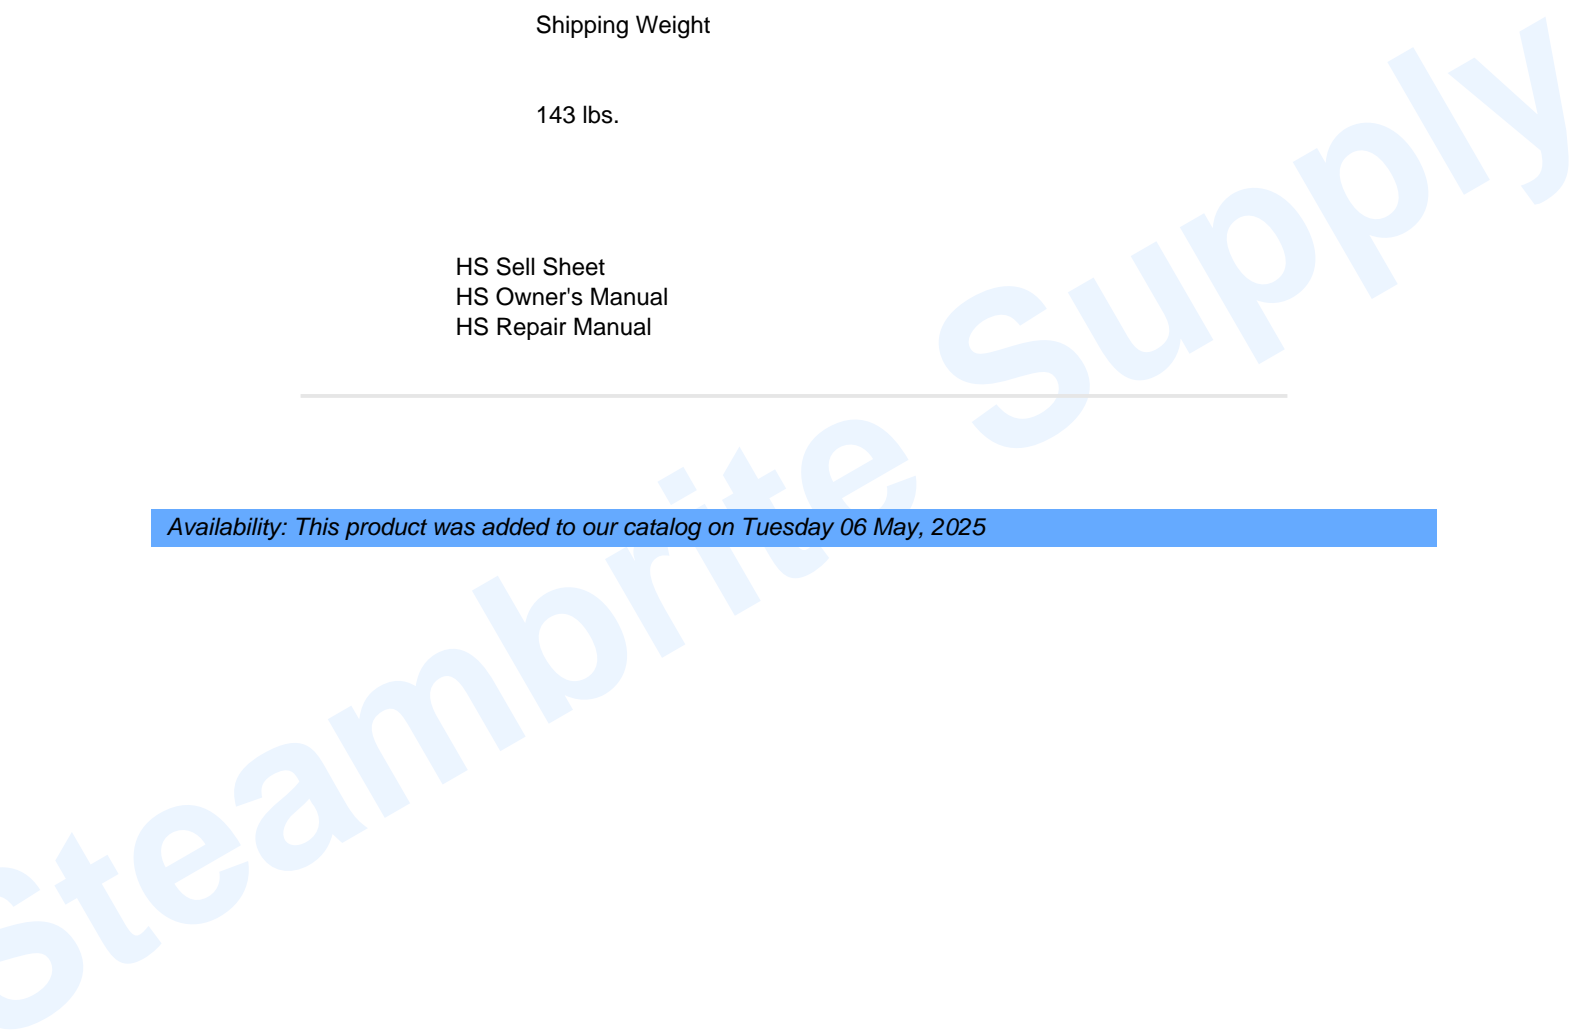 Shipping Weight
143 lbs.
HS Sell Sheet
HS Owner's Manual
HS Repair Manual
Availability: This product was added to our catalog on Tuesday 06 May, 2025
Steambrite Supply